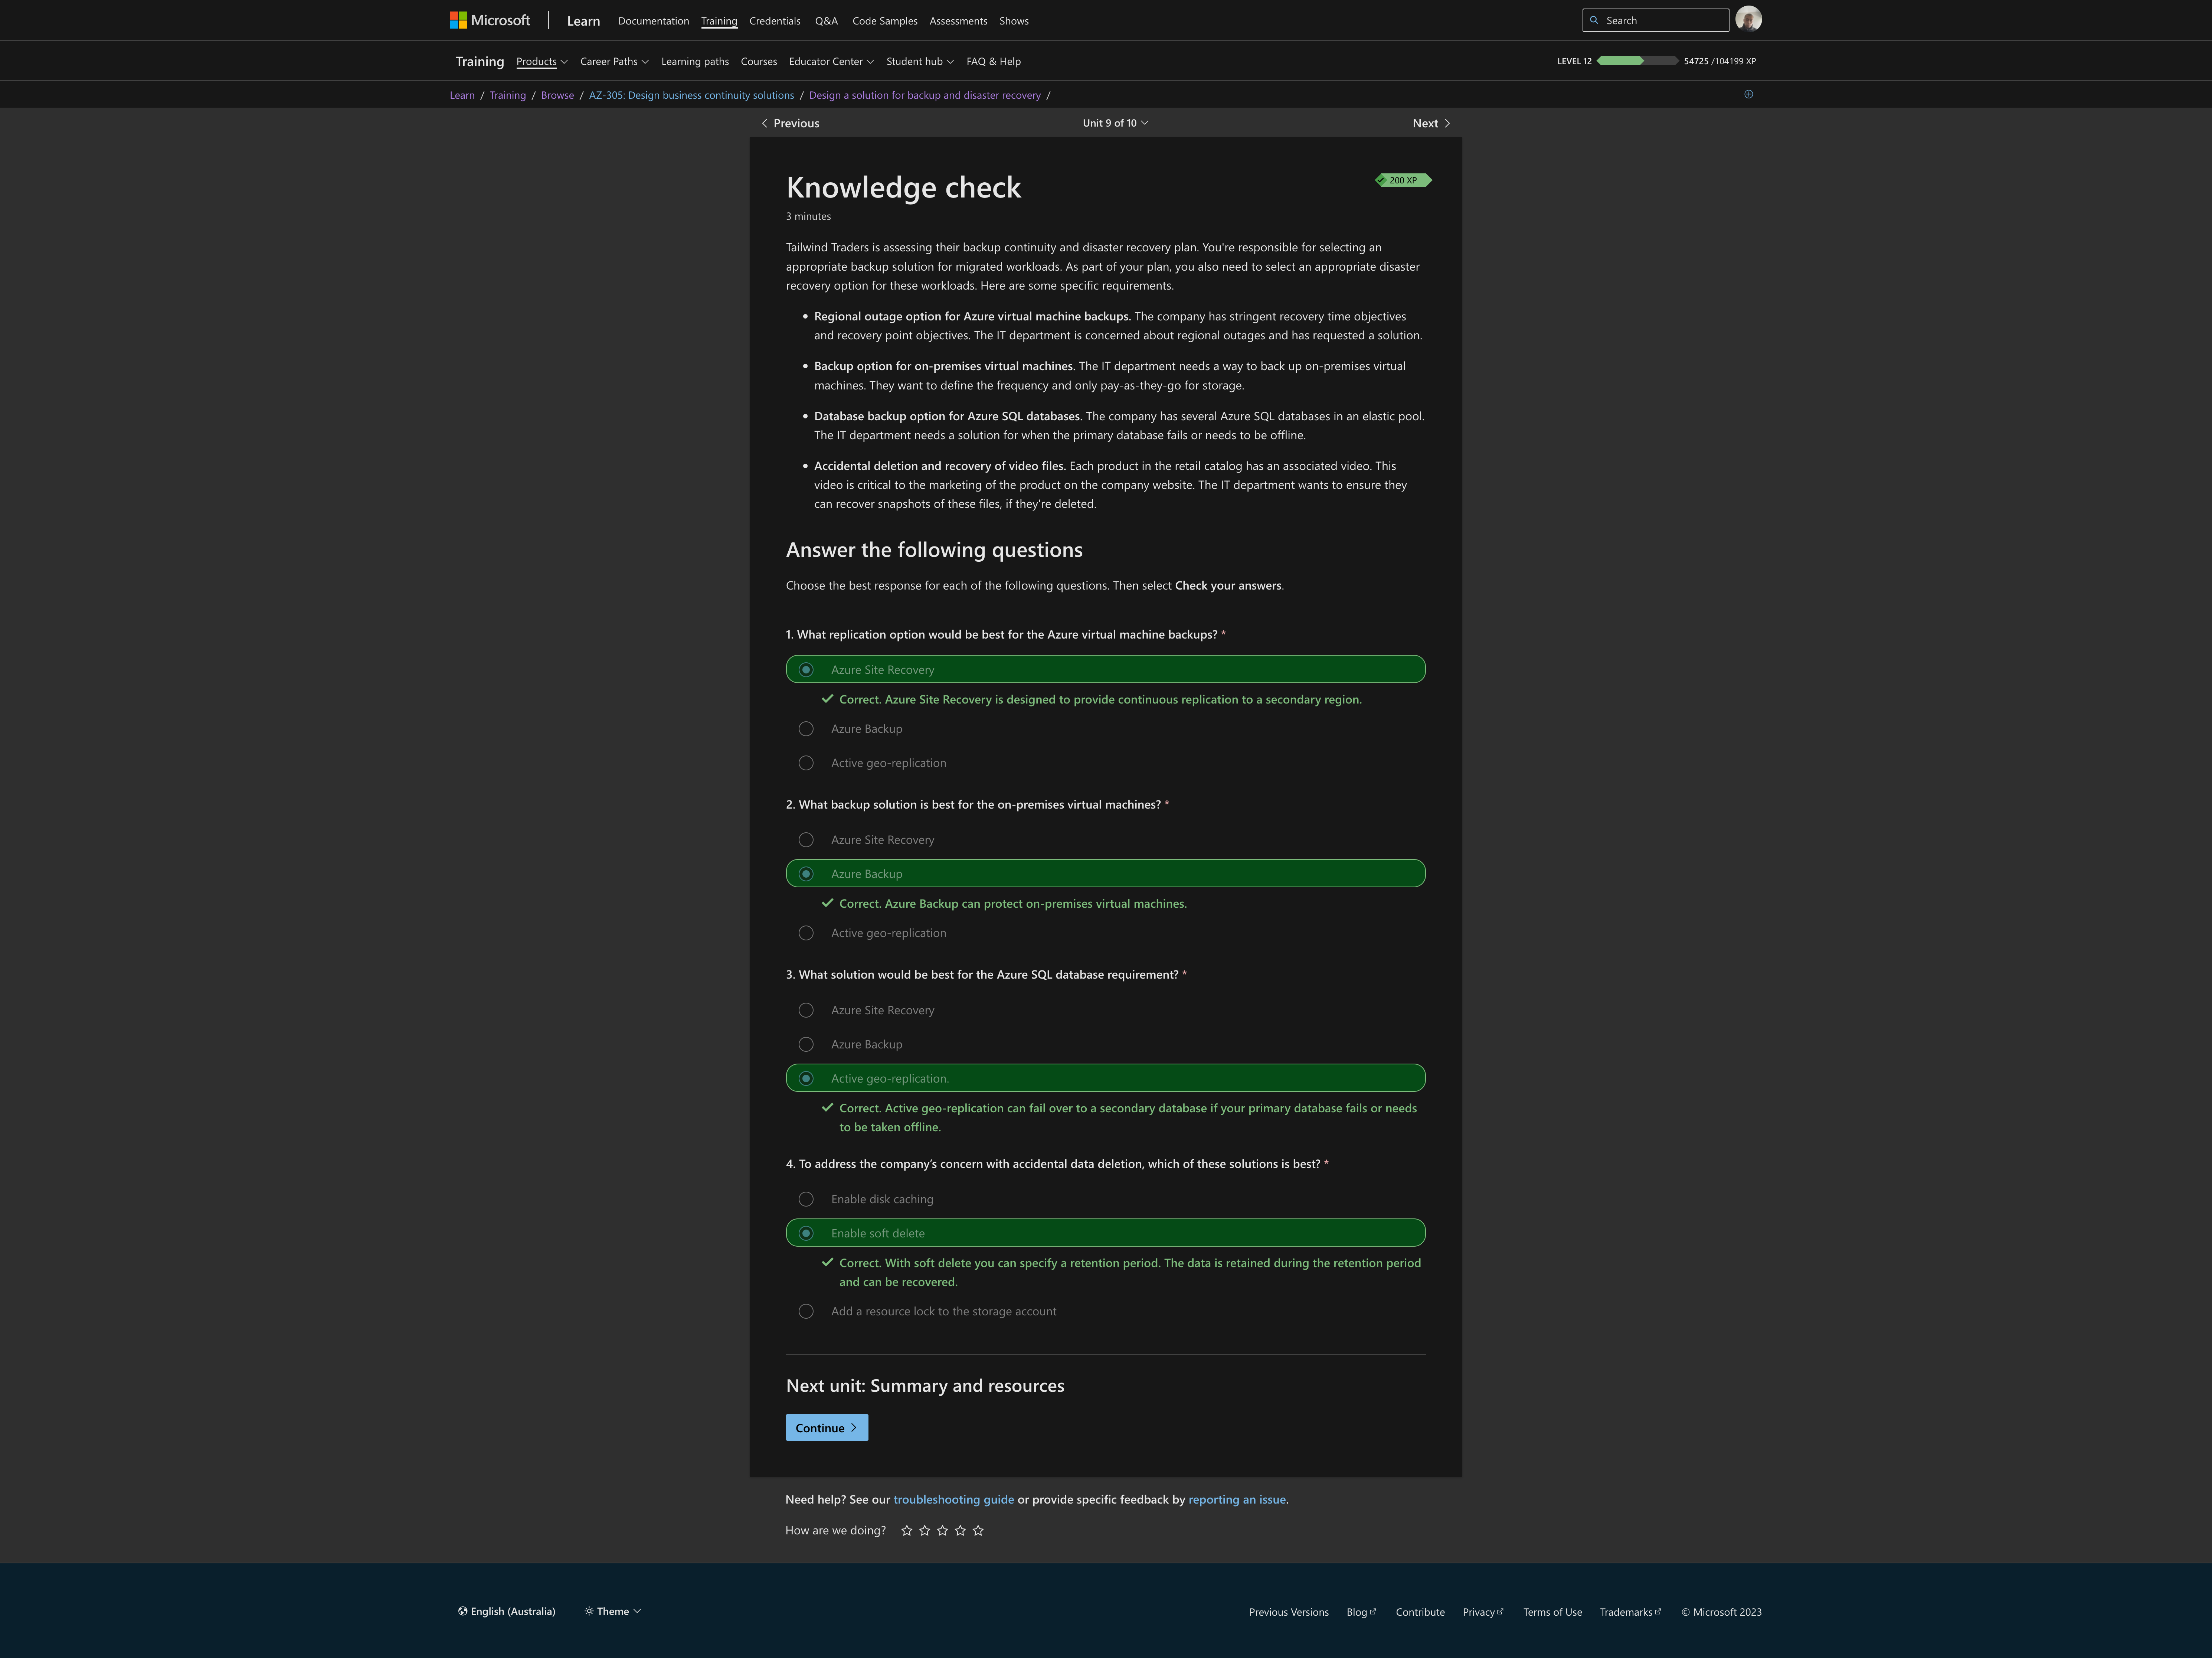 Microsoft Learn Documentation Training Credentials Q&A Code Samples Assessments Shows Search
Training Products Career Paths Learning paths Courses Educator Center Student hub FAQ & Help LEVEL 12 54725 /104199 XP
Learn / Training / Browse / AZ-305: Design business continuity solutions / Design a solution for backup and disaster recovery /
Previous Unit 9 of 10 Next
Knowledge check
200 XP
3 minutes
Tailwind Traders is assessing their backup continuity and disaster recovery plan. You're responsible for selecting an
appropriate backup solution for migrated workloads. As part of your plan, you also need to select an appropriate disaster
recovery option for these workloads. Here are some specific requirements.
• Regional outage option for Azure virtual machine backups. The company has stringent recovery time objectives
and recovery point objectives. The IT department is concerned about regional outages and has requested a solution.
• Backup option for on-premises virtual machines. The IT department needs a way to back up on-premises virtual
machines. They want to define the frequency and only pay-as-they-go for storage.
• Database backup option for Azure SQL databases. The company has several Azure SQL databases in an elastic pool.
The IT department needs a solution for when the primary database fails or needs to be offline.
• Accidental deletion and recovery of video files. Each product in the retail catalog has an associated video. This
video is critical to the marketing of the product on the company website. The IT department wants to ensure they
can recover snapshots of these files, if they're deleted.
Answer the following questions
Choose the best response for each of the following questions. Then select Check your answers.
1. What replication option would be best for the Azure virtual machine backups? *
Azure Site Recovery
Correct. Azure Site Recovery is designed to provide continuous replication to a secondary region.
Azure Backup
Active geo-replication
2. What backup solution is best for the on-premises virtual machines? *
Azure Site Recovery
Azure Backup
Correct. Azure Backup can protect on-premises virtual machines.
Active geo-replication
3. What solution would be best for the Azure SQL database requirement? *
Azure Site Recovery
Azure Backup
Active geo-replication.
Correct. Active geo-replication can fail over to a secondary database if your primary database fails or needs
to be taken offline.
4. To address the company’s concern with accidental data deletion, which of these solutions is best? *
Enable disk caching
Enable soft delete
Correct. With soft delete you can specify a retention period. The data is retained during the retention period
and can be recovered.
Add a resource lock to the storage account
Next unit: Summary and resources
Continue
Need help? See our troubleshooting guide or provide specific feedback by reporting an issue.
How are we doing?
English (Australia) Theme Previous Versions Blog Contribute Privacy Terms of Use Trademarks © Microsoft 2023